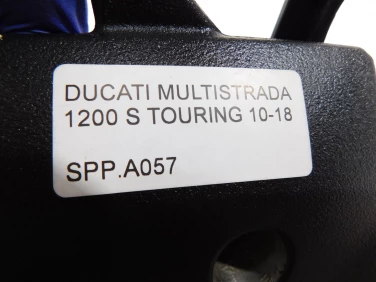 DUCATI MULTISTRADA
1200 S TOURING 10-18
SPP.A057